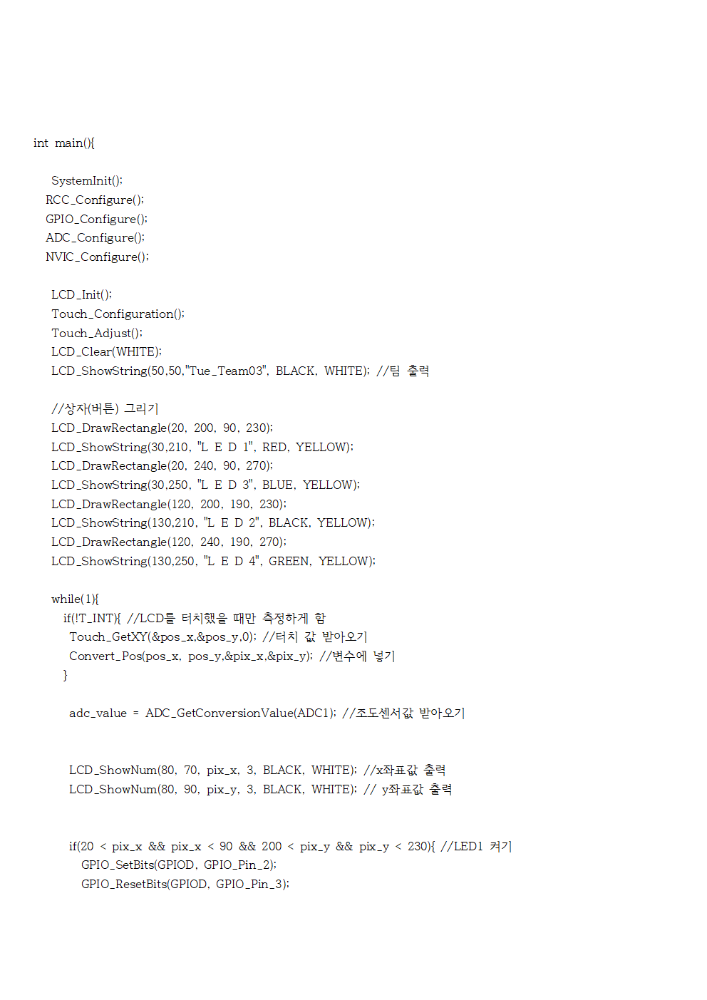 int main(){
SystemInit();
RCC_Configure();
GPIO_Configure();
ADC_Configure();
NVIC_Configure();
LCD_Init();
Touch_Configuration();
Touch_Adjust();
LCD_Clear(WHITE);
LCD_ShowString(50,50,"Tue_Team03", BLACK, WHITE); //팀 출력
//상자(버튼) 그리기
LCD_DrawRectangle(20, 200, 90, 230);
LCD_ShowString(30,210, "L E D 1", RED, YELLOW);
LCD_DrawRectangle(20, 240, 90, 270);
LCD_ShowString(30,250, "L E D 3", BLUE, YELLOW);
LCD_DrawRectangle(120, 200, 190, 230);
LCD_ShowString(130,210, "L E D 2", BLACK, YELLOW);
LCD_DrawRectangle(120, 240, 190, 270);
LCD_ShowString(130,250, "L E D 4", GREEN, YELLOW);
while(1){
if(!T_INT){ //LCD를 터치했을 때만 측정하게 함
Touch_GetXY(&pos_x,&pos_y,0); //터치 값 받아오기
Convert_Pos(pos_x, pos_y,&pix_x,&pix_y); //변수에 넣기
}
adc_value = ADC_GetConversionValue(ADC1); //조도센서값 받아오기
LCD_ShowNum(80, 70, pix_x, 3, BLACK, WHITE); //x좌표값 출력
LCD_ShowNum(80, 90, pix_y, 3, BLACK, WHITE); // y좌표값 출력
if(20 < pix_x && pix_x < 90 && 200 < pix_y && pix_y < 230){ //LED1 켜기
GPIO_SetBits(GPIOD, GPIO_Pin_2);
GPIO_ResetBits(GPIOD, GPIO_Pin_3);